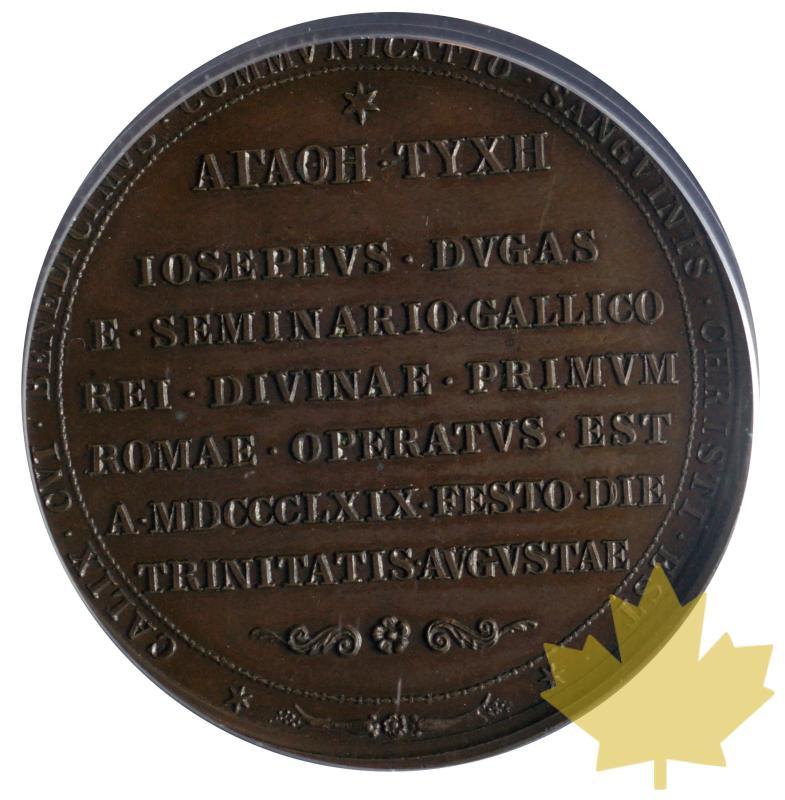 CALIX · CVI · BENEDICIMVS · COMMVNICATIO · SANGVINIS · CHRISTI · EST
ΑΓΑΘΗ · ΤΥΧΗ
IOSEPHVS · DVGAS
E · SEMINARIO · GALLICO
REI · DIVINAE · PRIMVM
ROMAE · OPERATVS · EST
A · MDCCCLXIX · FESTO · DIE
TRINITATIS · AVGVSTAE